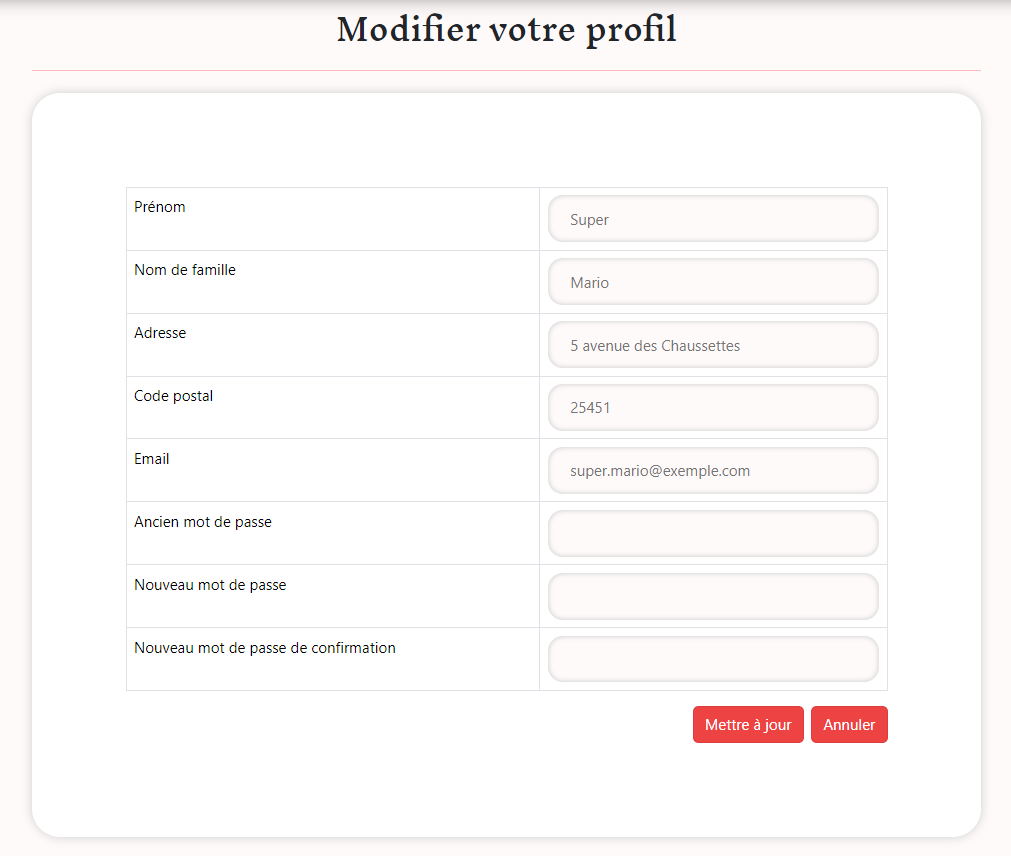 Modifier votre profil
Prénom
Super
Nom de famille
Mario
Adresse
5 avenue des Chaussettes
Code postal
25451
Email
super.mario@exemple.com
Ancien mot de passe
Nouveau mot de passe
Nouveau mot de passe de confirmation
Mettre à jour
Annuler